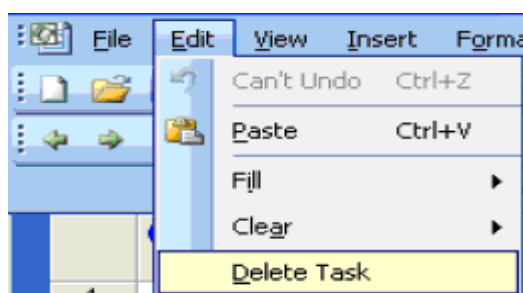 File Edit View Insert Forma
Can't Undo Ctrl+Z
Paste Ctrl+V
Fill
Clear
Delete Task